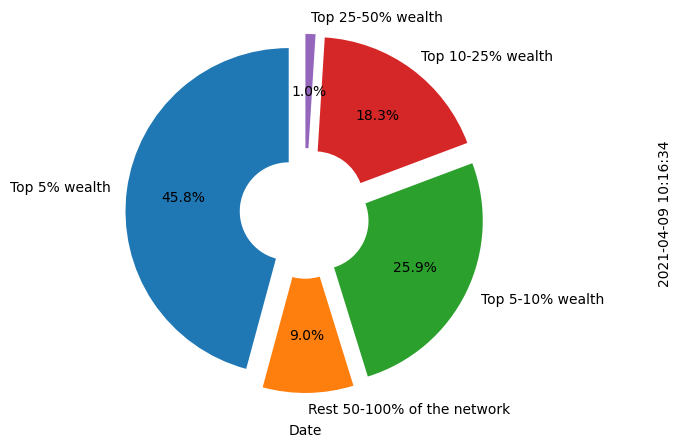 Top 25-50% wealth
Top 10-25% wealth
1.0%
18.3%
Top 5% wealth
45.8%
25.9%
Top 5-10% wealth
9.0%
Rest 50-100% of the network
Date
2021-04-09 10:16:34